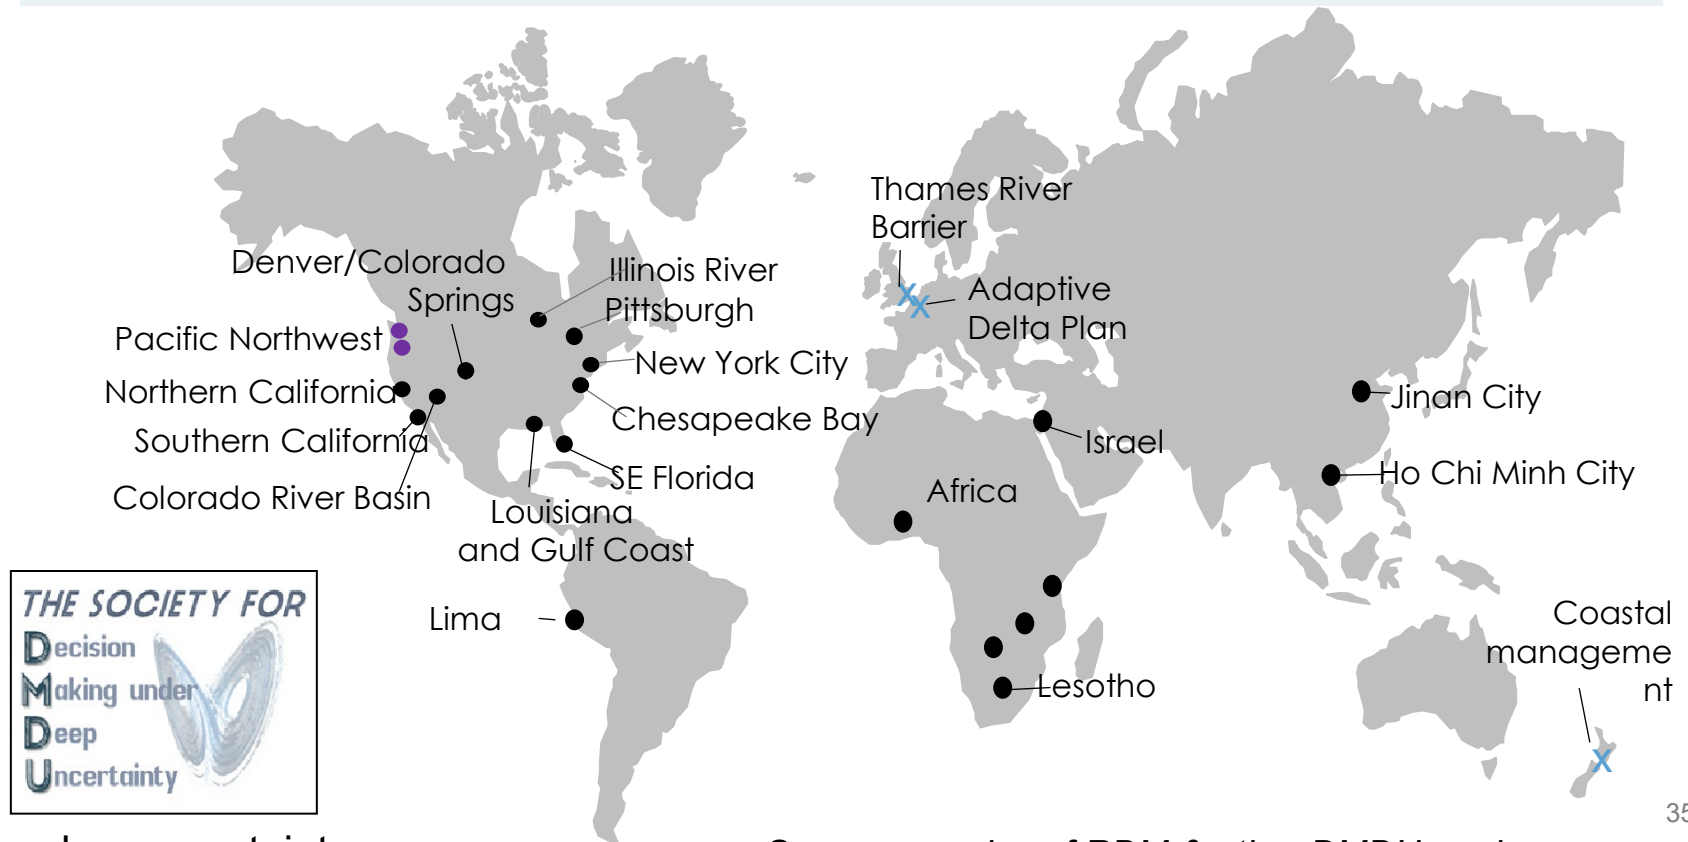 Thames River
Barrier
Denver/Colorado
Springs
Illinois River
Pittsburgh
Adaptive
Delta Plan
Pacific Northwest
New York City
Northern California
Chesapeake Bay
Jinan City
Southern California
Israel
SE Florida
Ho Chi Minh City
Colorado River Basin
Africa
Louisiana
and Gulf Coast
Lima
Lesotho
Coastal
manageme
nt
THE SOCIETY FOR
Decision
Making under
Deep
Uncertainty
X
X
X
35